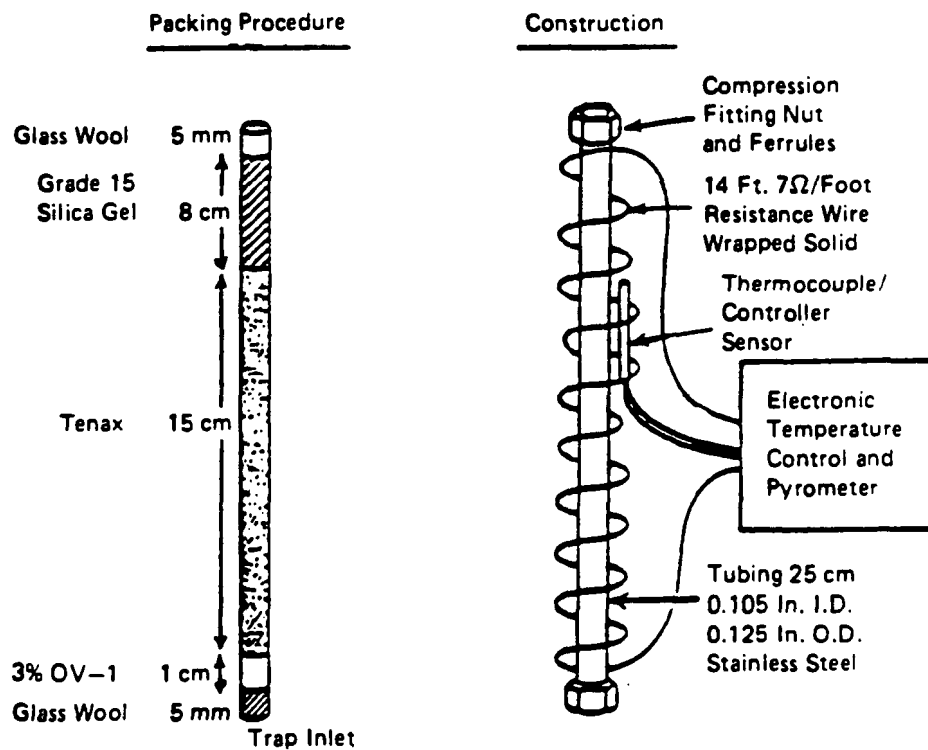 Packing Procedure
Glass Wool 5 mm
Grade 15
Silica Gel 8 cm
Tenax 15 cm
3% OV–1 1 cm
Glass Wool 5 mm
Trap Inlet
Construction
Compression
Fitting Nut
and Ferrules
14 Ft. 7Ω/Foot
Resistance Wire
Wrapped Solid
Thermocouple/
Controller
Sensor
Electronic
Temperature
Control and
Pyrometer
Tubing 25 cm
0.105 In. I.D.
0.125 In. O.D.
Stainless Steel